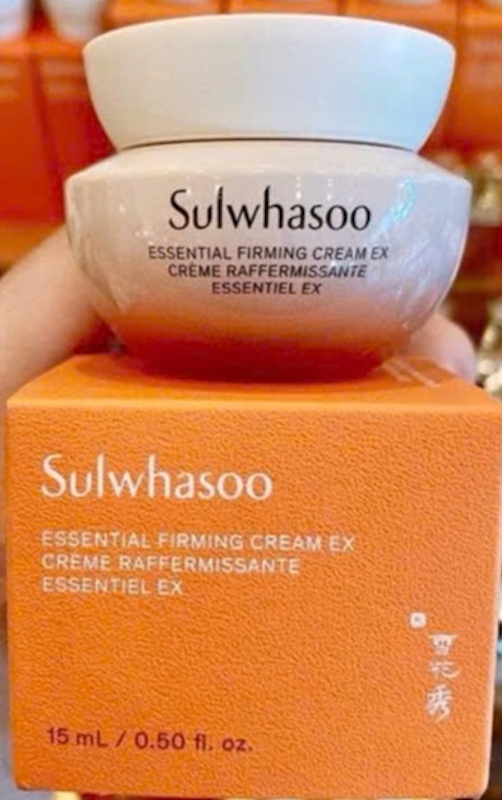 Sulwhasoo
ESSENTIAL FIRMING CREAM EX
CRÈME RAFFERMISSANTE
ESSENTIEL EX
Sulwhasoo
ESSENTIAL FIRMING CREAM EX
CRÈME RAFFERMISSANTE
ESSENTIEL EX
雪花秀
15 mL / 0.50 fl. oz.